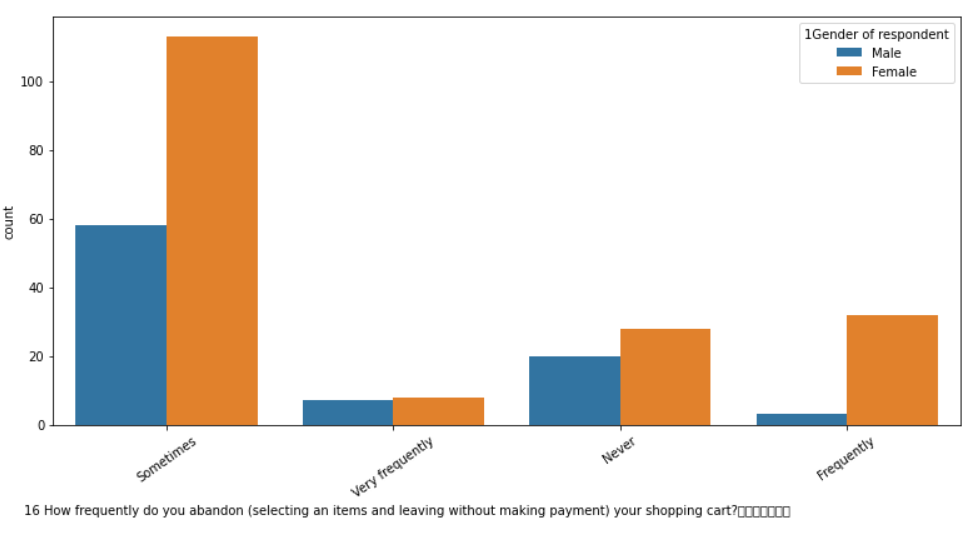 1Gender of respondent
Male
Female
count
100
80
60
40
20
0
Sometimes
Very frequently
Never
Frequently
16 How frequently do you abandon (selecting an items and leaving without making payment) your shopping cart?□□□□□□□